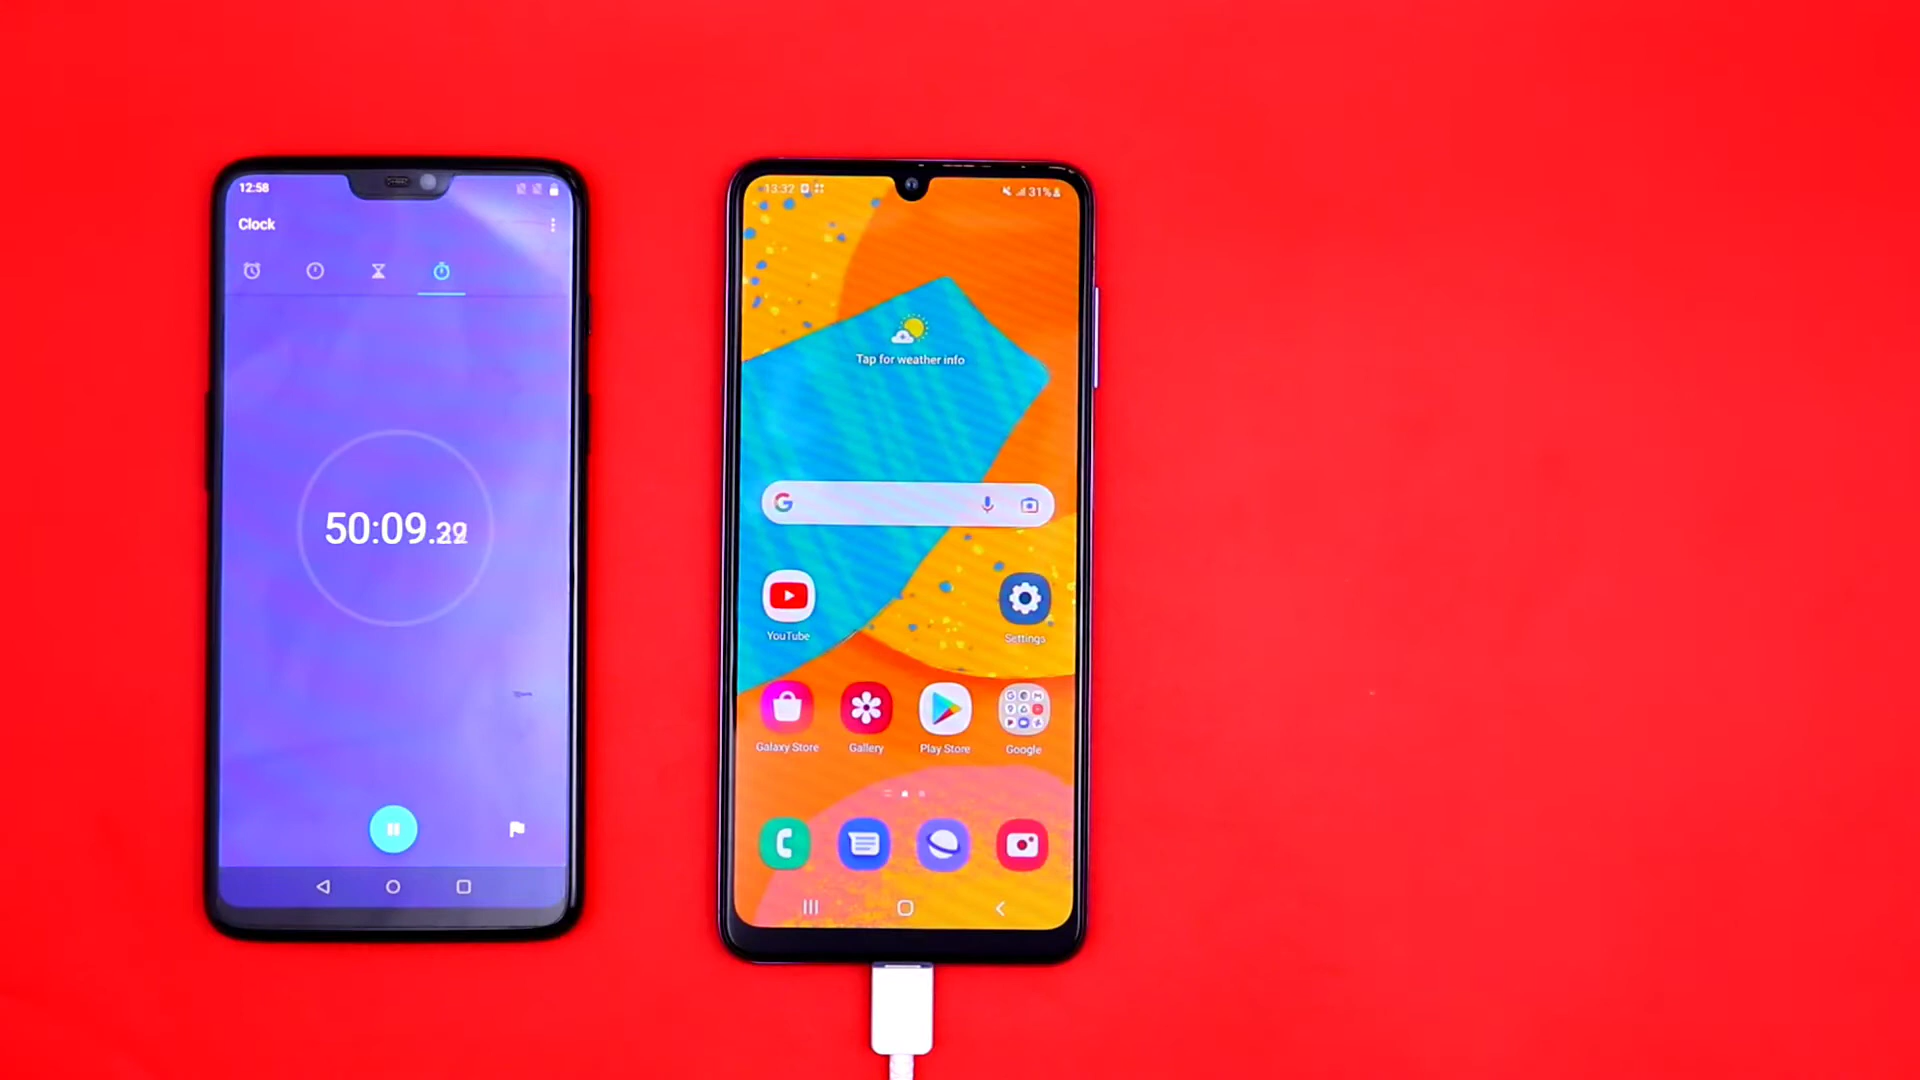 12:58
Clock
50:09.
13:32
31%
Tap for weather info
G
YouTube
Settings
Galaxy Store
Gallery
Play Store
Google